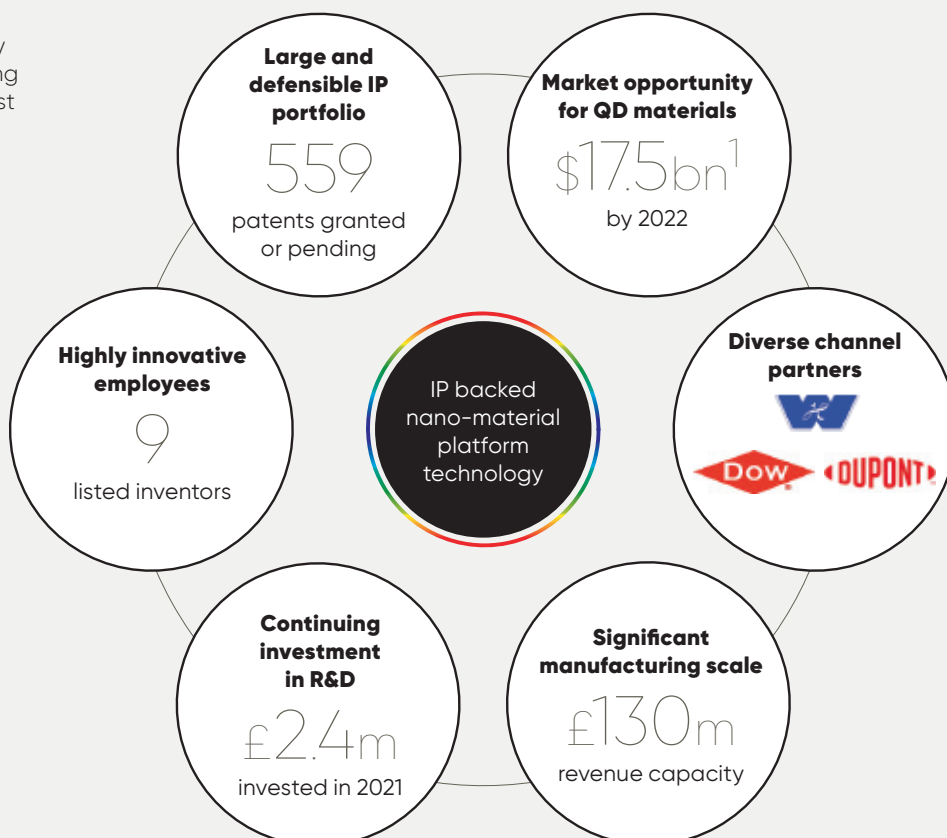 Large and
defensible IP
portfolio
559
patents granted
or pending
Market opportunity
for QD materials
$17.5bn¹
by 2022
Highly innovative
employees
9
listed inventors
IP backed
nano-material
platform
technology
Diverse channel
partners
W
Dow
DUPONT
Continuing
investment
in R&D
£2.4m
invested in 2021
Significant
manufacturing scale
£130m
revenue capacity